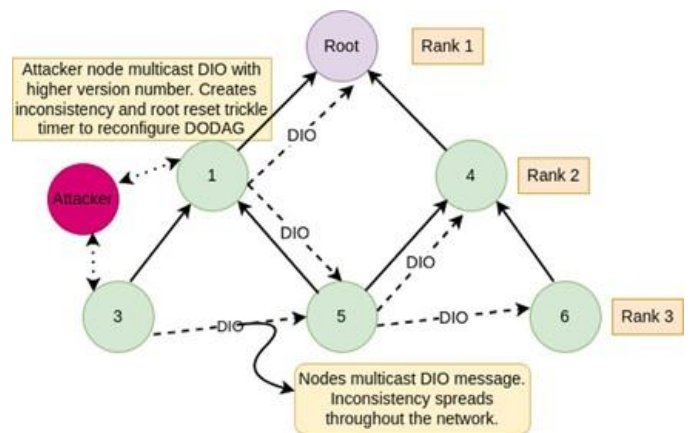 Root
Rank 1
Attacker node multicast DIO with
higher version number. Creates
inconsistency and root reset trickle
timer to reconfigure DODAG
DIO
Attacker
1
4
Rank 2
DIO
DIO
3
DIO
5
DIO
6
Rank 3
Nodes multicast DIO message.
Inconsistency spreads
throughout the network.